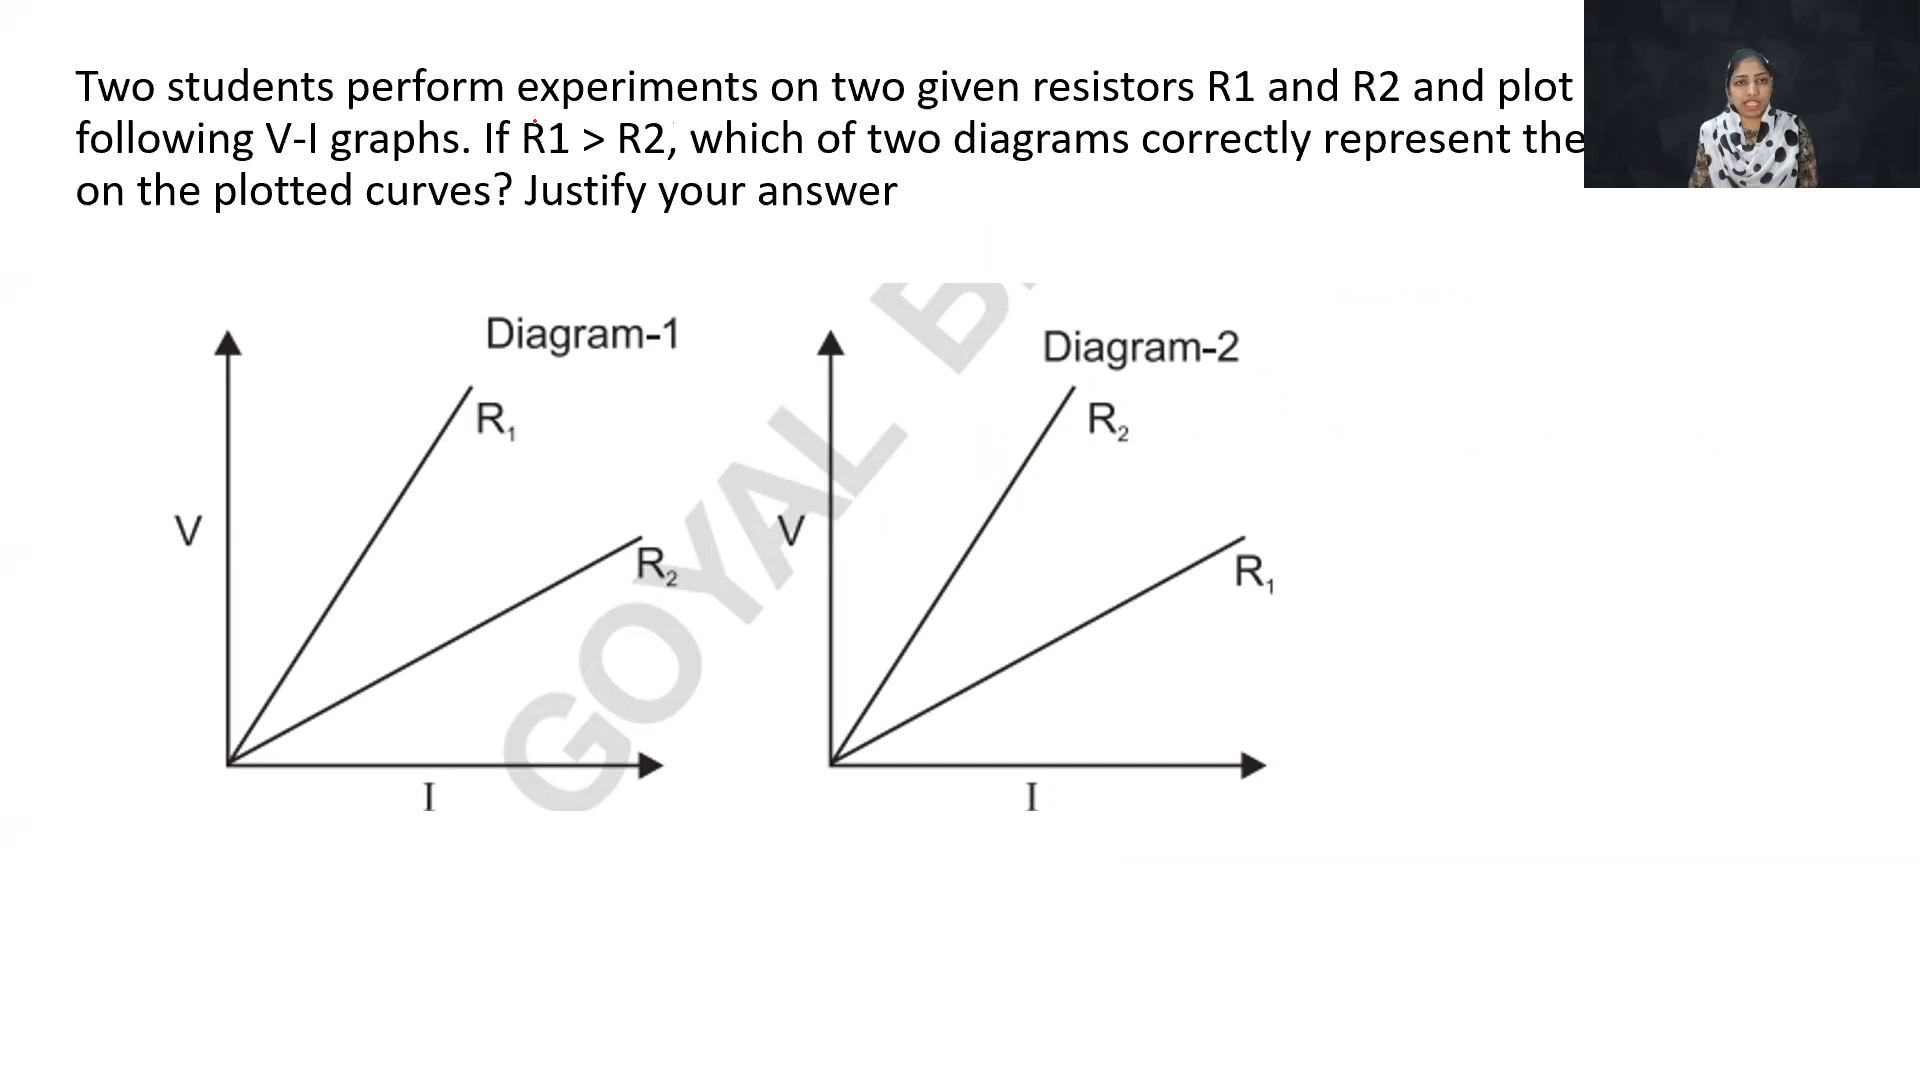 Two students perform experiments on two given resistors R1 and R2 and plot
following V-I graphs. If R1 > R2, which of two diagrams correctly represent the
on the plotted curves? Justify your answer
Diagram-1
Diagram-2
R₁
R₂
V
R₂
V
R₁
GOYAL B
I
I